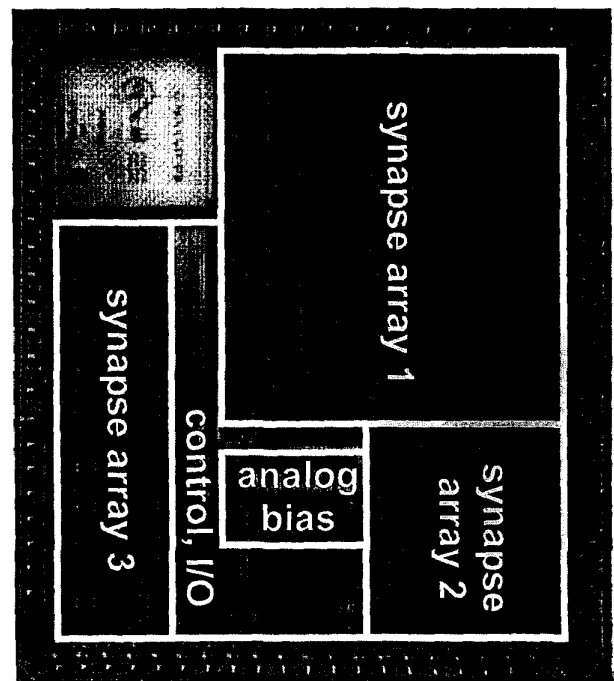 synapse array 1
synapse
array
2
analog
bias
control, I/O
synapse array 3